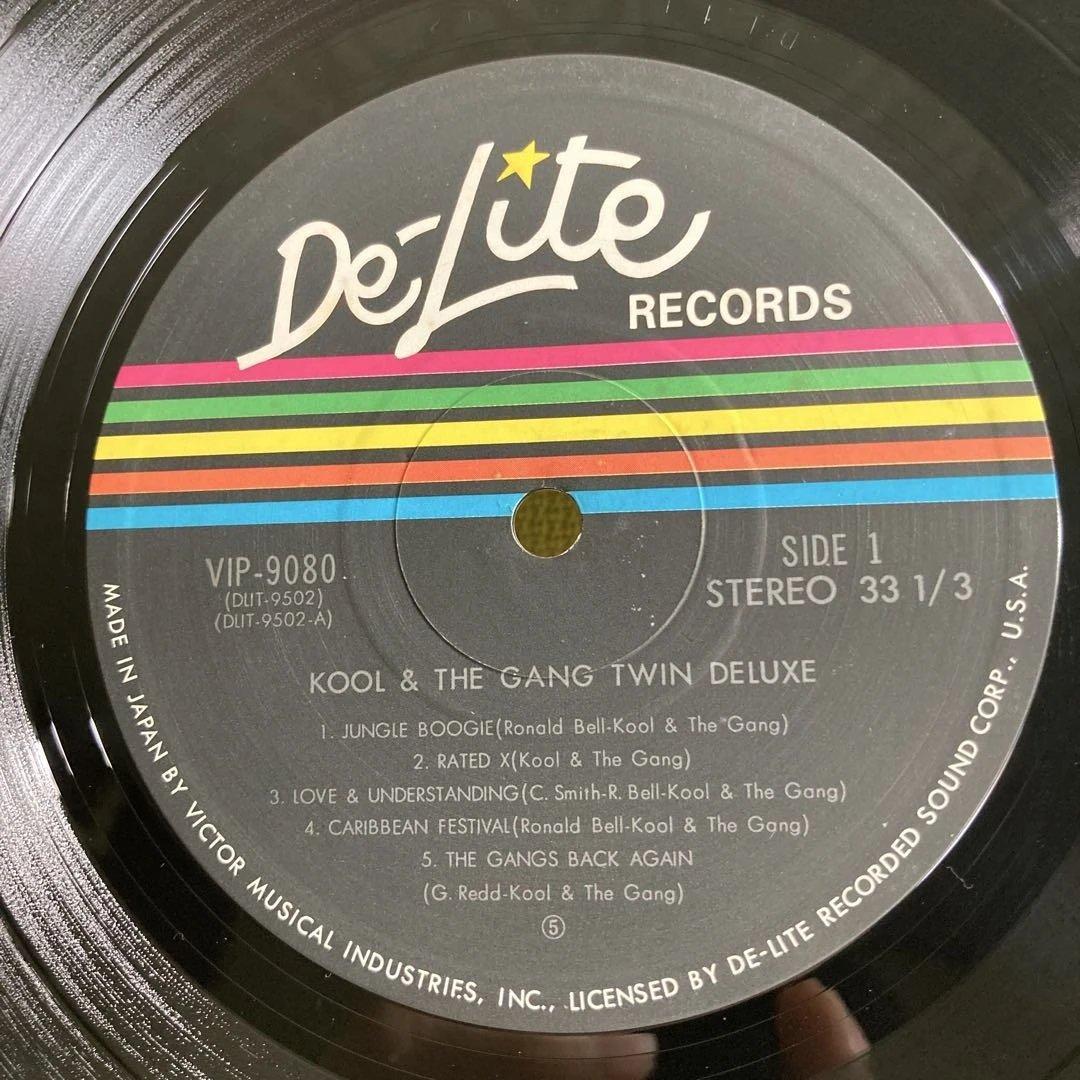 De-Lite
RECORDS
VIP-9080
(DLIT-9502)
(DLIT-9502-A)
SIDE 1
STEREO 33 1/3
KOOL & THE GANG TWIN DELUXE
1. JUNGLE BOOGIE(Ronald Bell-Kool & The Gang)
2. RATED X(Kool & The Gang)
3. LOVE & UNDERSTANDING(C. Smith-R. Bell-Kool & The Gang)
4. CARIBBEAN FESTIVAL(Ronald Bell-Kool & The Gang)
5. THE GANGS BACK AGAIN
(G. Redd-Kool & The Gang)
⑤
MADE IN JAPAN BY VICTOR MUSICAL INDUSTRIES, INC., LICENSED BY DE-LITE RECORDED SOUND CORP., U.S.A.